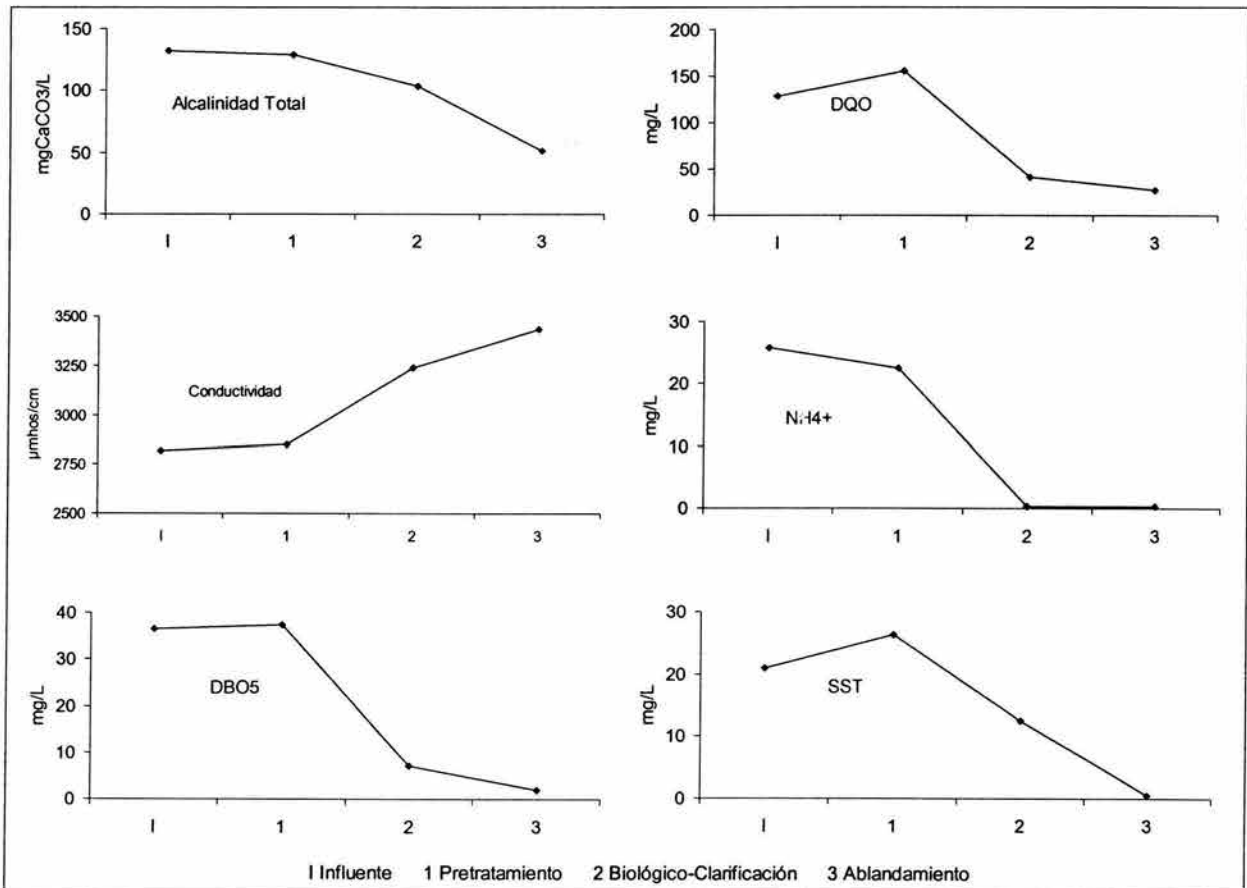 150
100
50
0
mgCaCO3/L
Alcalinidad Total
I 1 2 3
200
150
100
50
0
mg/L
DQO
I 1 2 3
3500
3250
3000
2750
2500
µmhos/cm
Conductividad
I 1 2 3
30
20
10
0
mg/L
NH4+
I 1 2 3
40
30
20
10
0
mg/L
DBO5
I 1 2 3
30
20
10
0
mg/L
SST
I 1 2 3
I Influente 1 Pretratamiento 2 Biológico-Clarificación 3 Ablandamiento